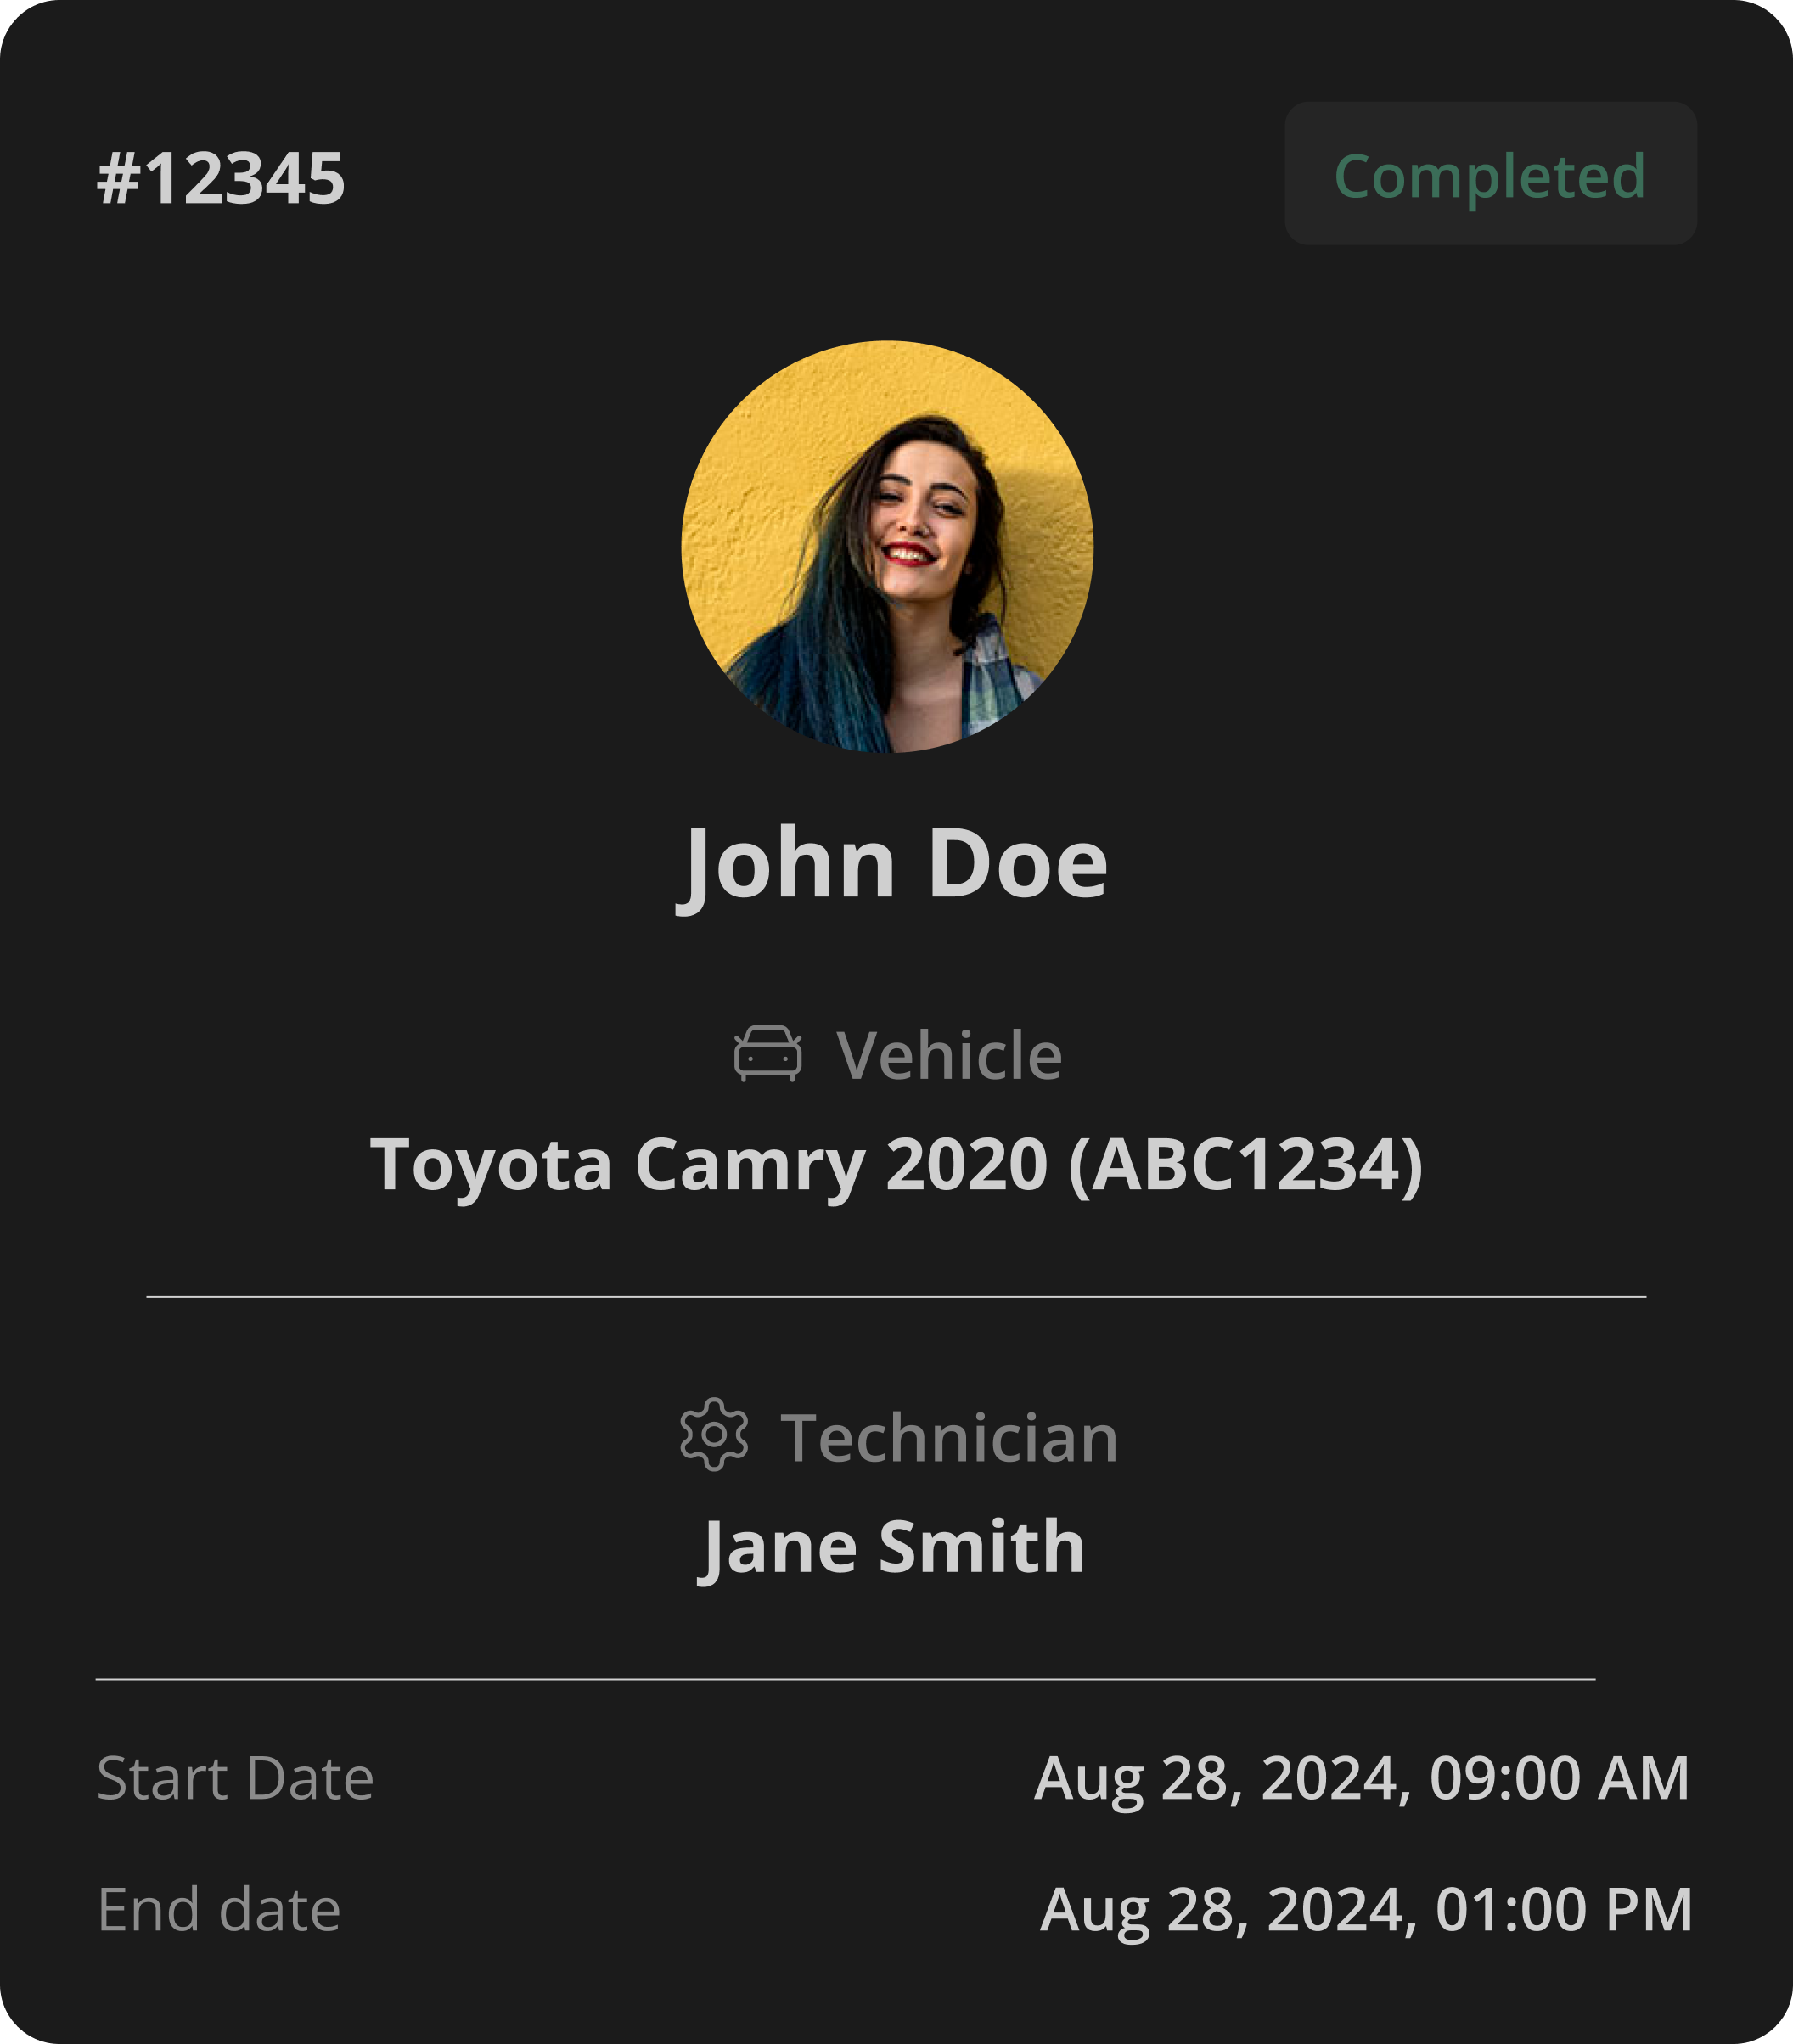 #12345
Completed
John Doe
Vehicle
Toyota Camry 2020 (ABC1234)
Technician
Jane Smith
Start Date
Aug 28, 2024, 09:00 AM
End date
Aug 28, 2024, 01:00 PM